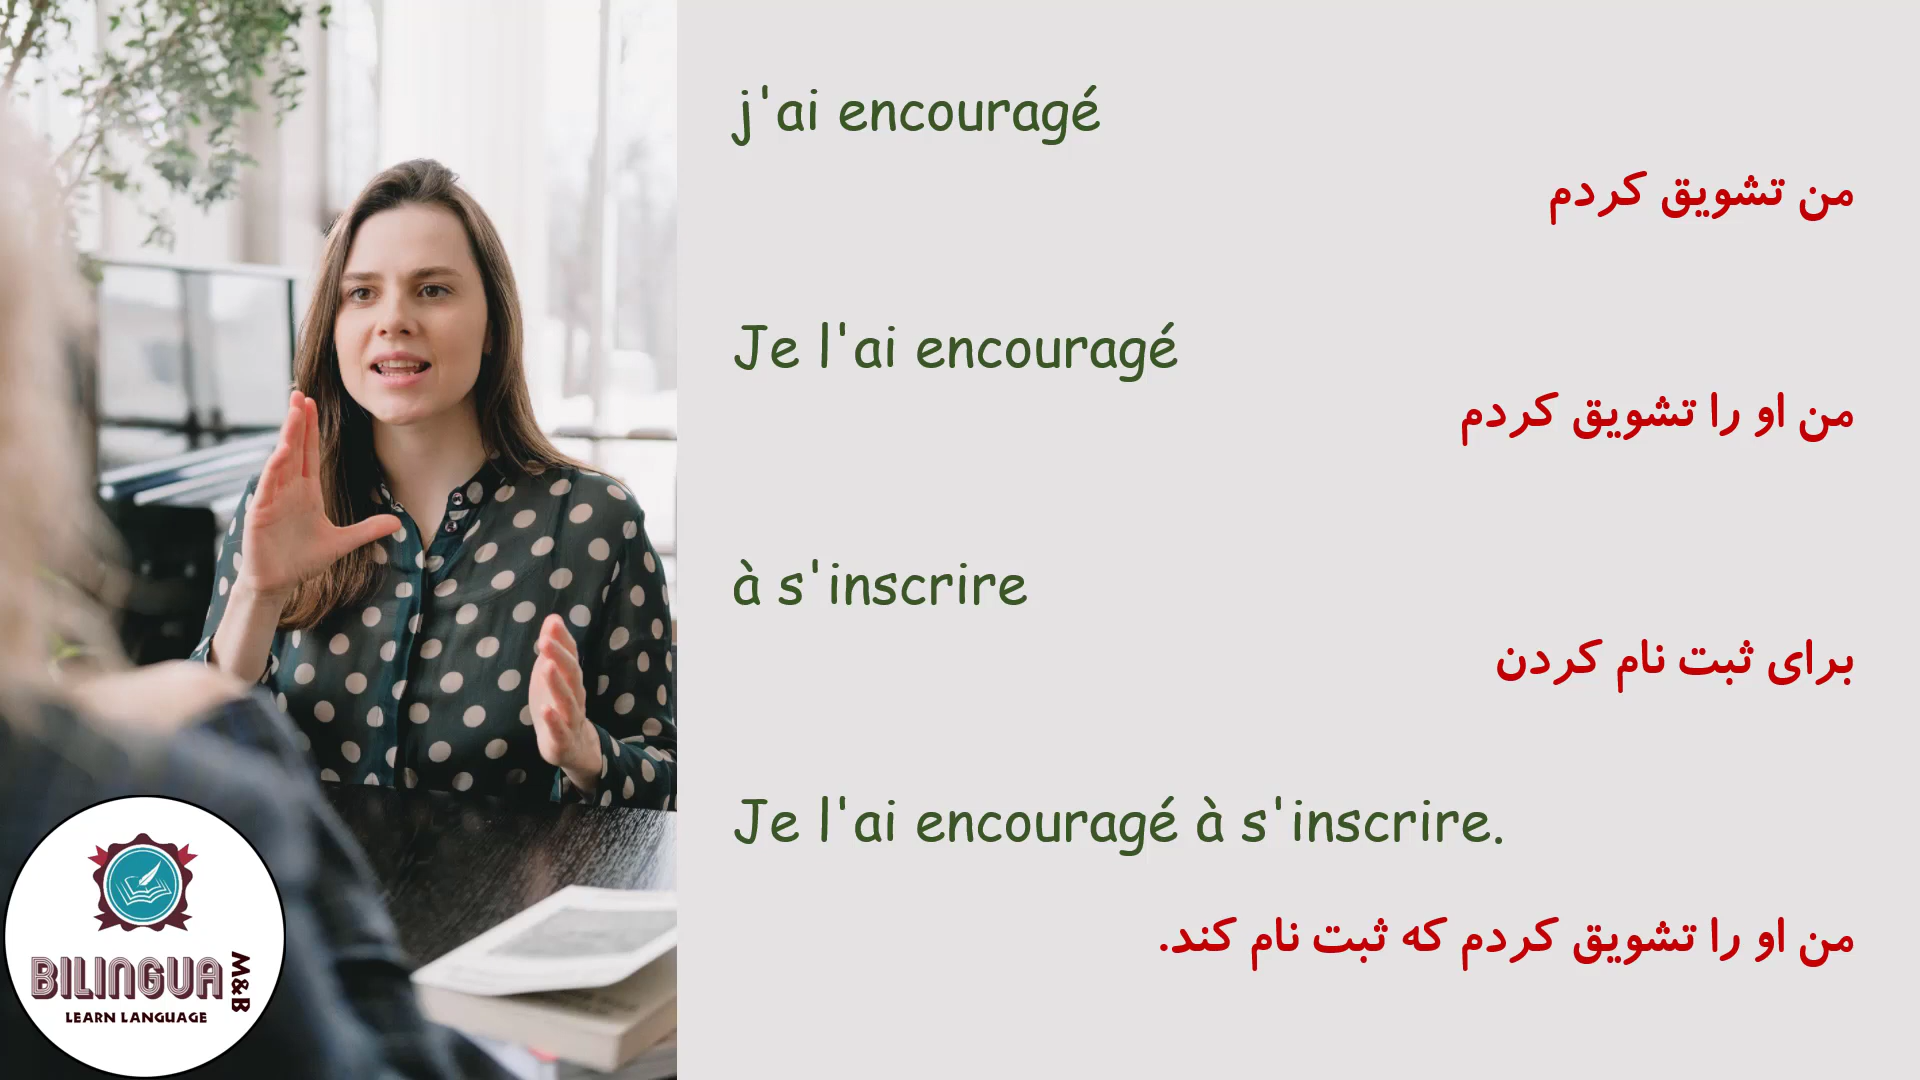 j'ai encouragé
من تشویق کردم
Je l'ai encouragé
من او را تشویق کردم
à s'inscrire
برای ثبت نام کردن
Je l'ai encouragé à s'inscrire.
من او را تشویق کردم که ثبت نام کند.
BILINGUA
M&B
LEARN LANGUAGE